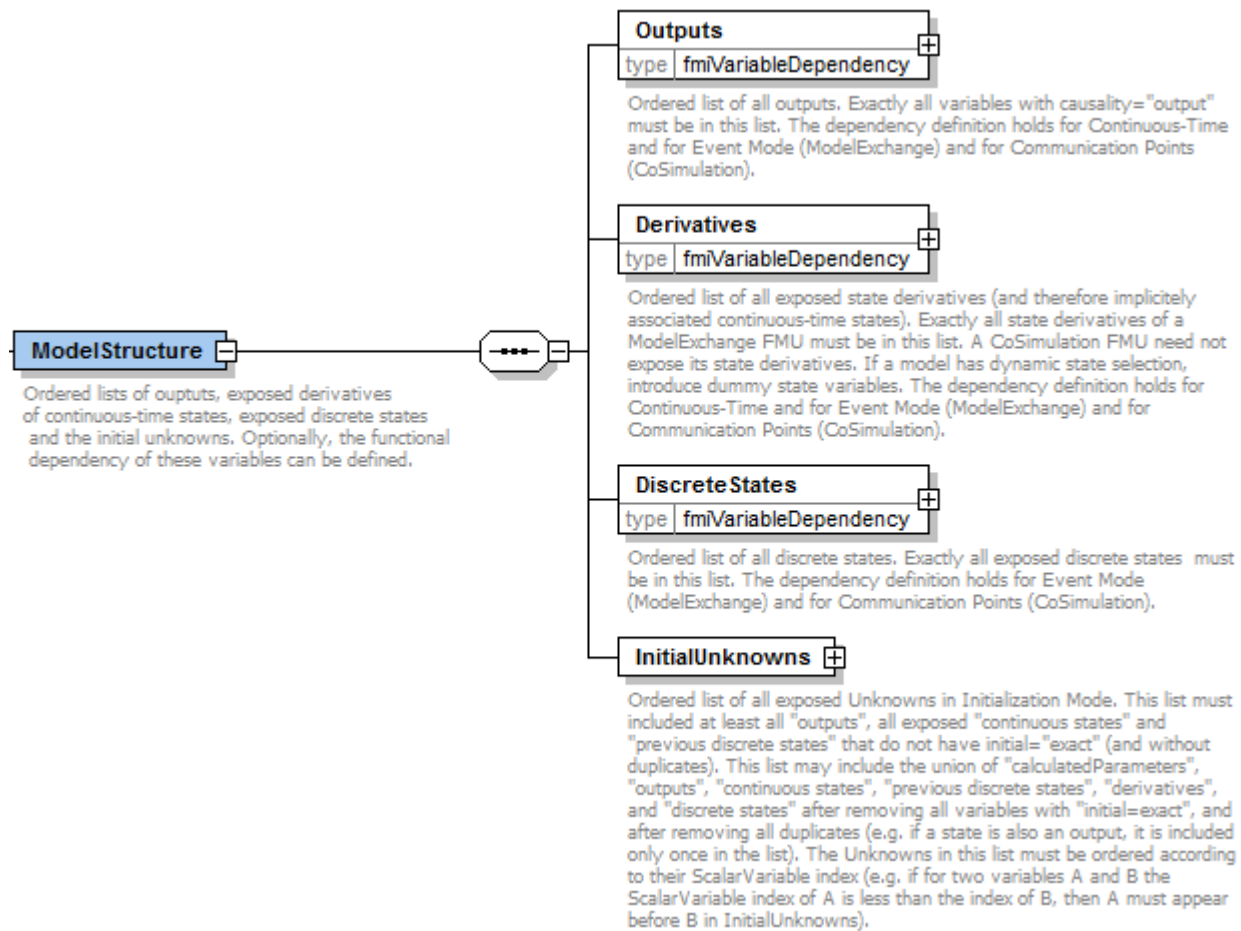 Outputs
type fmiVariableDependency
Ordered list of all outputs. Exactly all variables with causality="output"
must be in this list. The dependency definition holds for Continuous-Time
and for Event Mode (ModelExchange) and for Communication Points
(CoSimulation).
Derivatives
type fmiVariableDependency
Ordered list of all exposed state derivatives (and therefore implicitely
associated continuous-time states). Exactly all state derivatives of a
ModelExchange FMU must be in this list. A CoSimulation FMU need not
expose its state derivatives. If a model has dynamic state selection,
introduce dummy state variables. The dependency definition holds for
Continuous-Time and for Event Mode (ModelExchange) and for
Communication Points (CoSimulation).
ModelStructure
Ordered lists of ouptuts, exposed derivatives
of continuous-time states, exposed discrete states
and the initial unknowns. Optionally, the functional
dependency of these variables can be defined.
DiscreteStates
type fmiVariableDependency
Ordered list of all discrete states. Exactly all exposed discrete states must
be in this list. The dependency definition holds for Event Mode
(ModelExchange) and for Communication Points (CoSimulation).
InitialUnknowns
Ordered list of all exposed Unknowns in Initialization Mode. This list must
included at least all "outputs", all exposed "continuous states" and
"previous discrete states" that do not have initial="exact" (and without
duplicates). This list may include the union of "calculatedParameters",
"outputs", "continuous states", "previous discrete states", "derivatives",
and "discrete states" after removing all variables with "initial=exact", and
after removing all duplicates (e.g. if a state is also an output, it is included
only once in the list). The Unknowns in this list must be ordered according
to their ScalarVariable index (e.g. if for two variables A and B the
ScalarVariable index of A is less than the index of B, then A must appear
before B in InitialUnknowns).